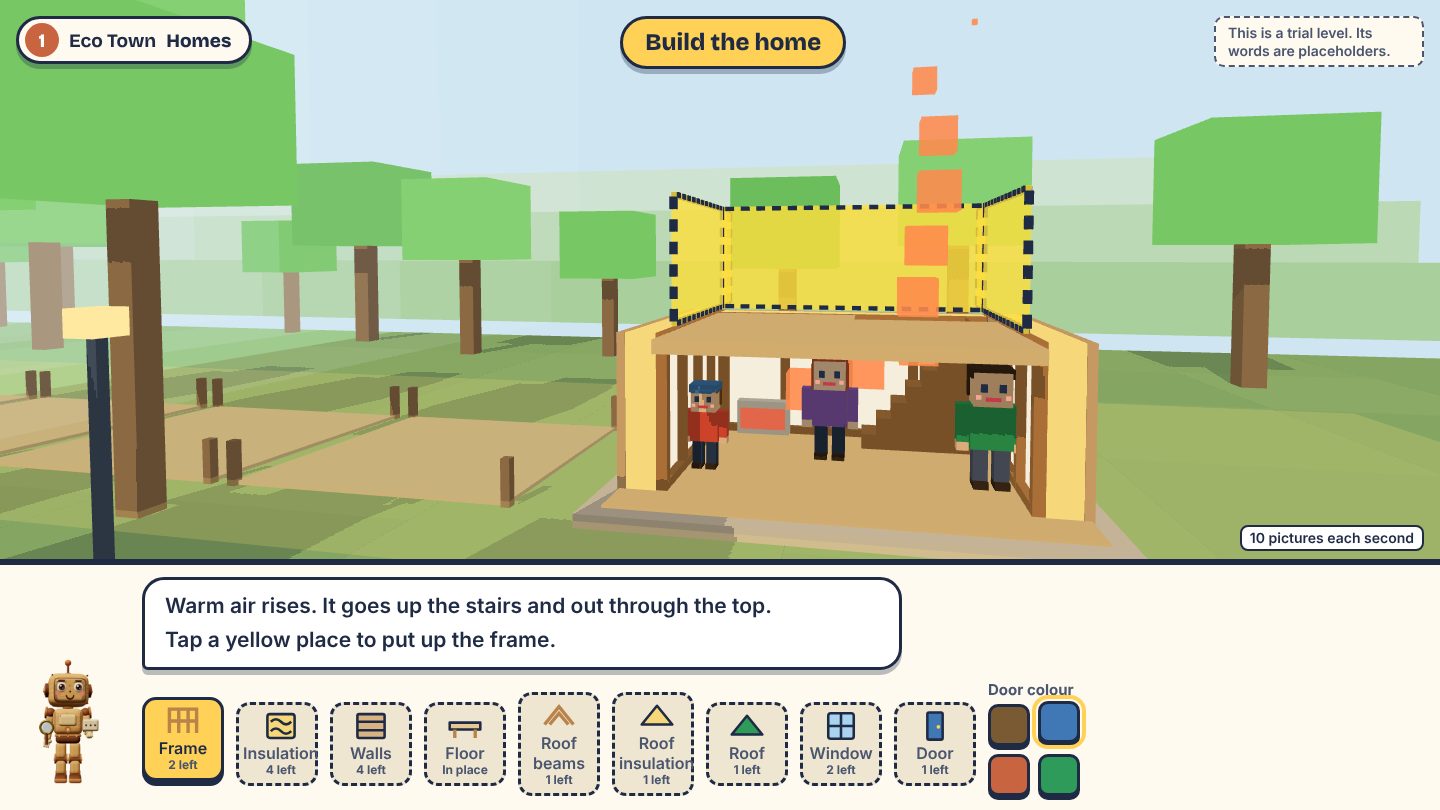 1 Eco Town Homes
Build the home
This is a trial level. Its
words are placeholders.
10 pictures each second
Warm air rises. It goes up the stairs and out through the top.
Tap a yellow place to put up the frame.
Door colour
Frame
2 left
Insulation
4 left
Walls
4 left
Floor
In place
Roof
beams
1 left
Roof
insulation
1 left
Roof
1 left
Window
2 left
Door
1 left